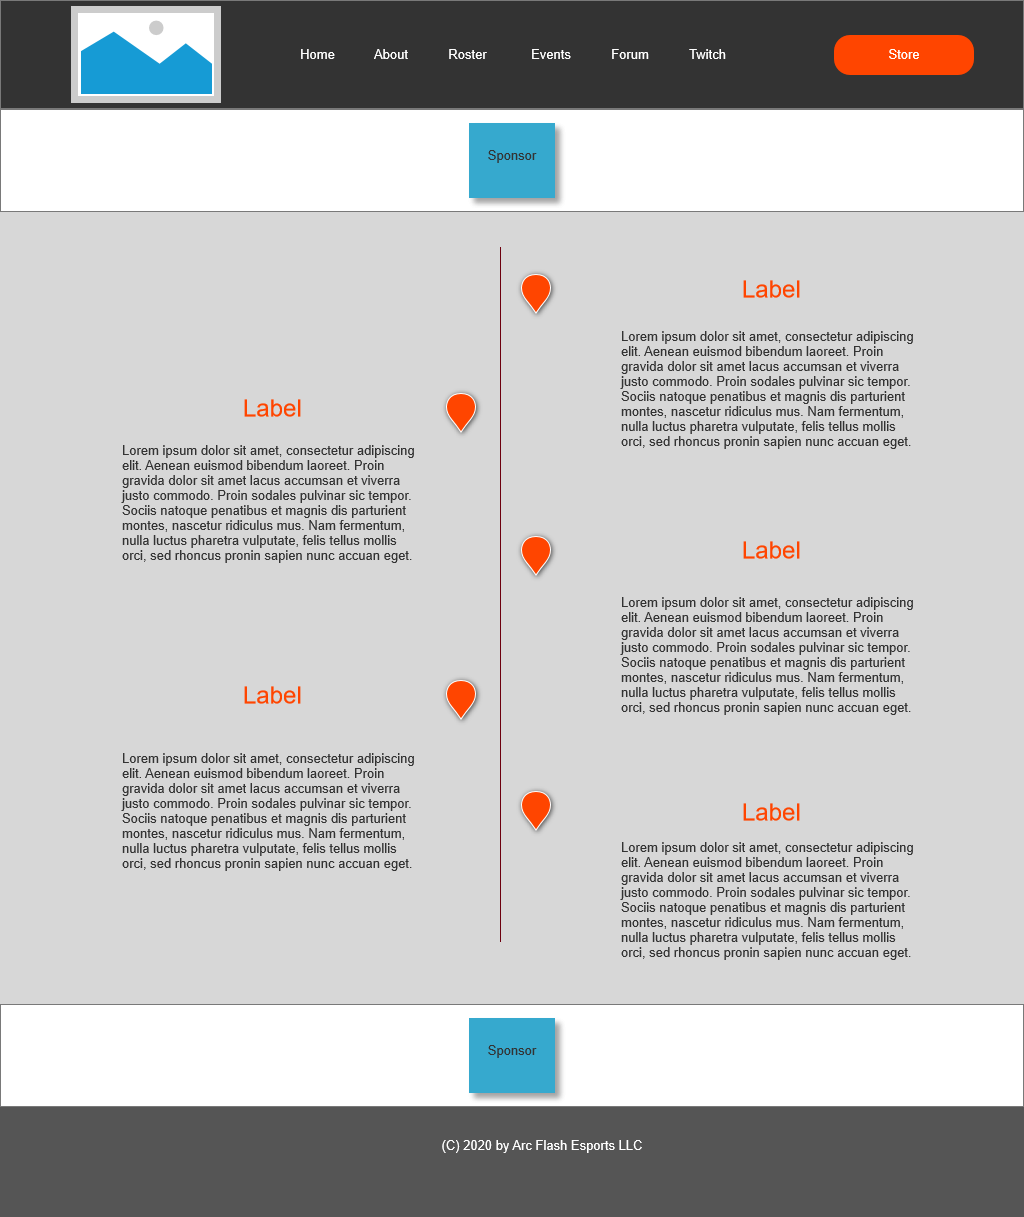 Home About Roster Events Forum Twitch Store
Sponsor
Label
Lorem ipsum dolor sit amet, consectetur adipiscing
elit. Aenean euismod bibendum laoreet. Proin
gravida dolor sit amet lacus accumsan et viverra
justo commodo. Proin sodales pulvinar sic tempor.
Sociis natoque penatibus et magnis dis parturient
montes, nascetur ridiculus mus. Nam fermentum,
nulla luctus pharetra vulputate, felis tellus mollis
orci, sed rhoncus pronin sapien nunc accuan eget.
Label
Lorem ipsum dolor sit amet, consectetur adipiscing
elit. Aenean euismod bibendum laoreet. Proin
gravida dolor sit amet lacus accumsan et viverra
justo commodo. Proin sodales pulvinar sic tempor.
Sociis natoque penatibus et magnis dis parturient
montes, nascetur ridiculus mus. Nam fermentum,
nulla luctus pharetra vulputate, felis tellus mollis
orci, sed rhoncus pronin sapien nunc accuan eget.
Label
Lorem ipsum dolor sit amet, consectetur adipiscing
elit. Aenean euismod bibendum laoreet. Proin
gravida dolor sit amet lacus accumsan et viverra
justo commodo. Proin sodales pulvinar sic tempor.
Sociis natoque penatibus et magnis dis parturient
montes, nascetur ridiculus mus. Nam fermentum,
nulla luctus pharetra vulputate, felis tellus mollis
orci, sed rhoncus pronin sapien nunc accuan eget.
Label
Lorem ipsum dolor sit amet, consectetur adipiscing
elit. Aenean euismod bibendum laoreet. Proin
gravida dolor sit amet lacus accumsan et viverra
justo commodo. Proin sodales pulvinar sic tempor.
Sociis natoque penatibus et magnis dis parturient
montes, nascetur ridiculus mus. Nam fermentum,
nulla luctus pharetra vulputate, felis tellus mollis
orci, sed rhoncus pronin sapien nunc accuan eget.
Label
Lorem ipsum dolor sit amet, consectetur adipiscing
elit. Aenean euismod bibendum laoreet. Proin
gravida dolor sit amet lacus accumsan et viverra
justo commodo. Proin sodales pulvinar sic tempor.
Sociis natoque penatibus et magnis dis parturient
montes, nascetur ridiculus mus. Nam fermentum,
nulla luctus pharetra vulputate, felis tellus mollis
orci, sed rhoncus pronin sapien nunc accuan eget.
Sponsor
(C) 2020 by Arc Flash Esports LLC